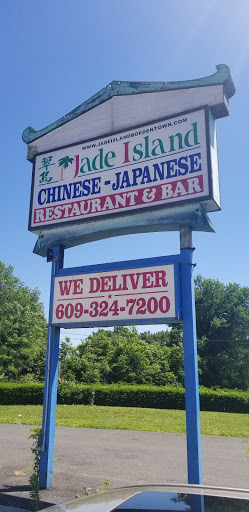 WWW.JADEISLANDBORDENTOWN.COM
翠島 Jade Island
CHINESE - JAPANESE
RESTAURANT & BAR
WE DELIVER
609-324-7200